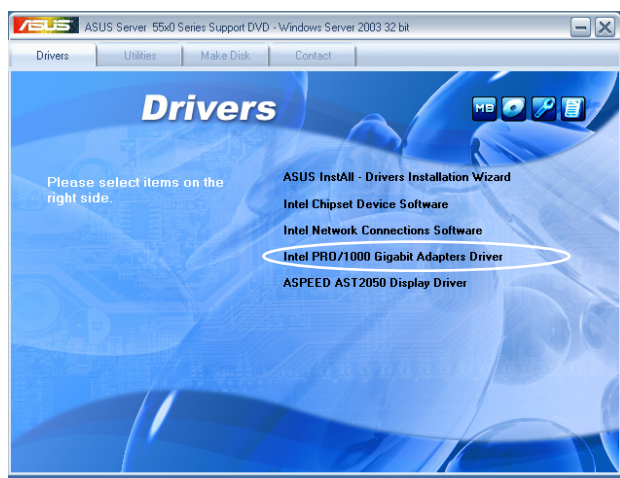 ASUS ASUS Server 55x0 Series Support DVD - Windows Server 2003 32 bit
Drivers Utilities Make Disk Contact
Drivers
MB
Please select items on the
right side.
ASUS InstAll - Drivers Installation Wizard
Intel Chipset Device Software
Intel Network Connections Software
Intel PRO/1000 Gigabit Adapters Driver
ASPEED AST2050 Display Driver